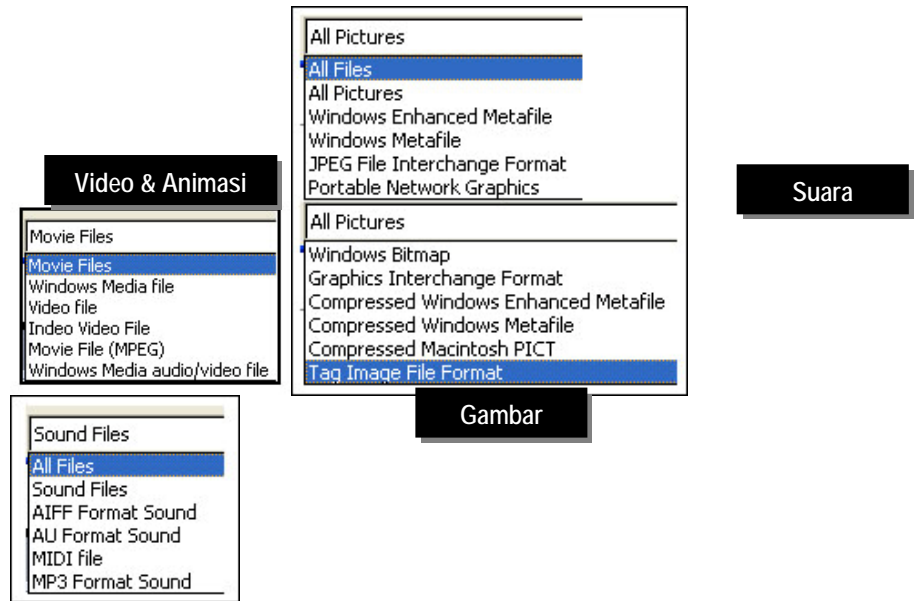 All Pictures
All Files
All Pictures
Windows Enhanced Metafile
Windows Metafile
JPEG File Interchange Format
Portable Network Graphics
All Pictures
Windows Bitmap
Graphics Interchange Format
Compressed Windows Enhanced Metafile
Compressed Windows Metafile
Compressed Macintosh PICT
Tag Image File Format
Gambar
Video & Animasi
Movie Files
Movie Files
Windows Media file
Video file
Indeo Video File
Movie File (MPEG)
Windows Media audio/video file
Suara
Sound Files
All Files
Sound Files
AIFF Format Sound
AU Format Sound
MIDI file
MP3 Format Sound